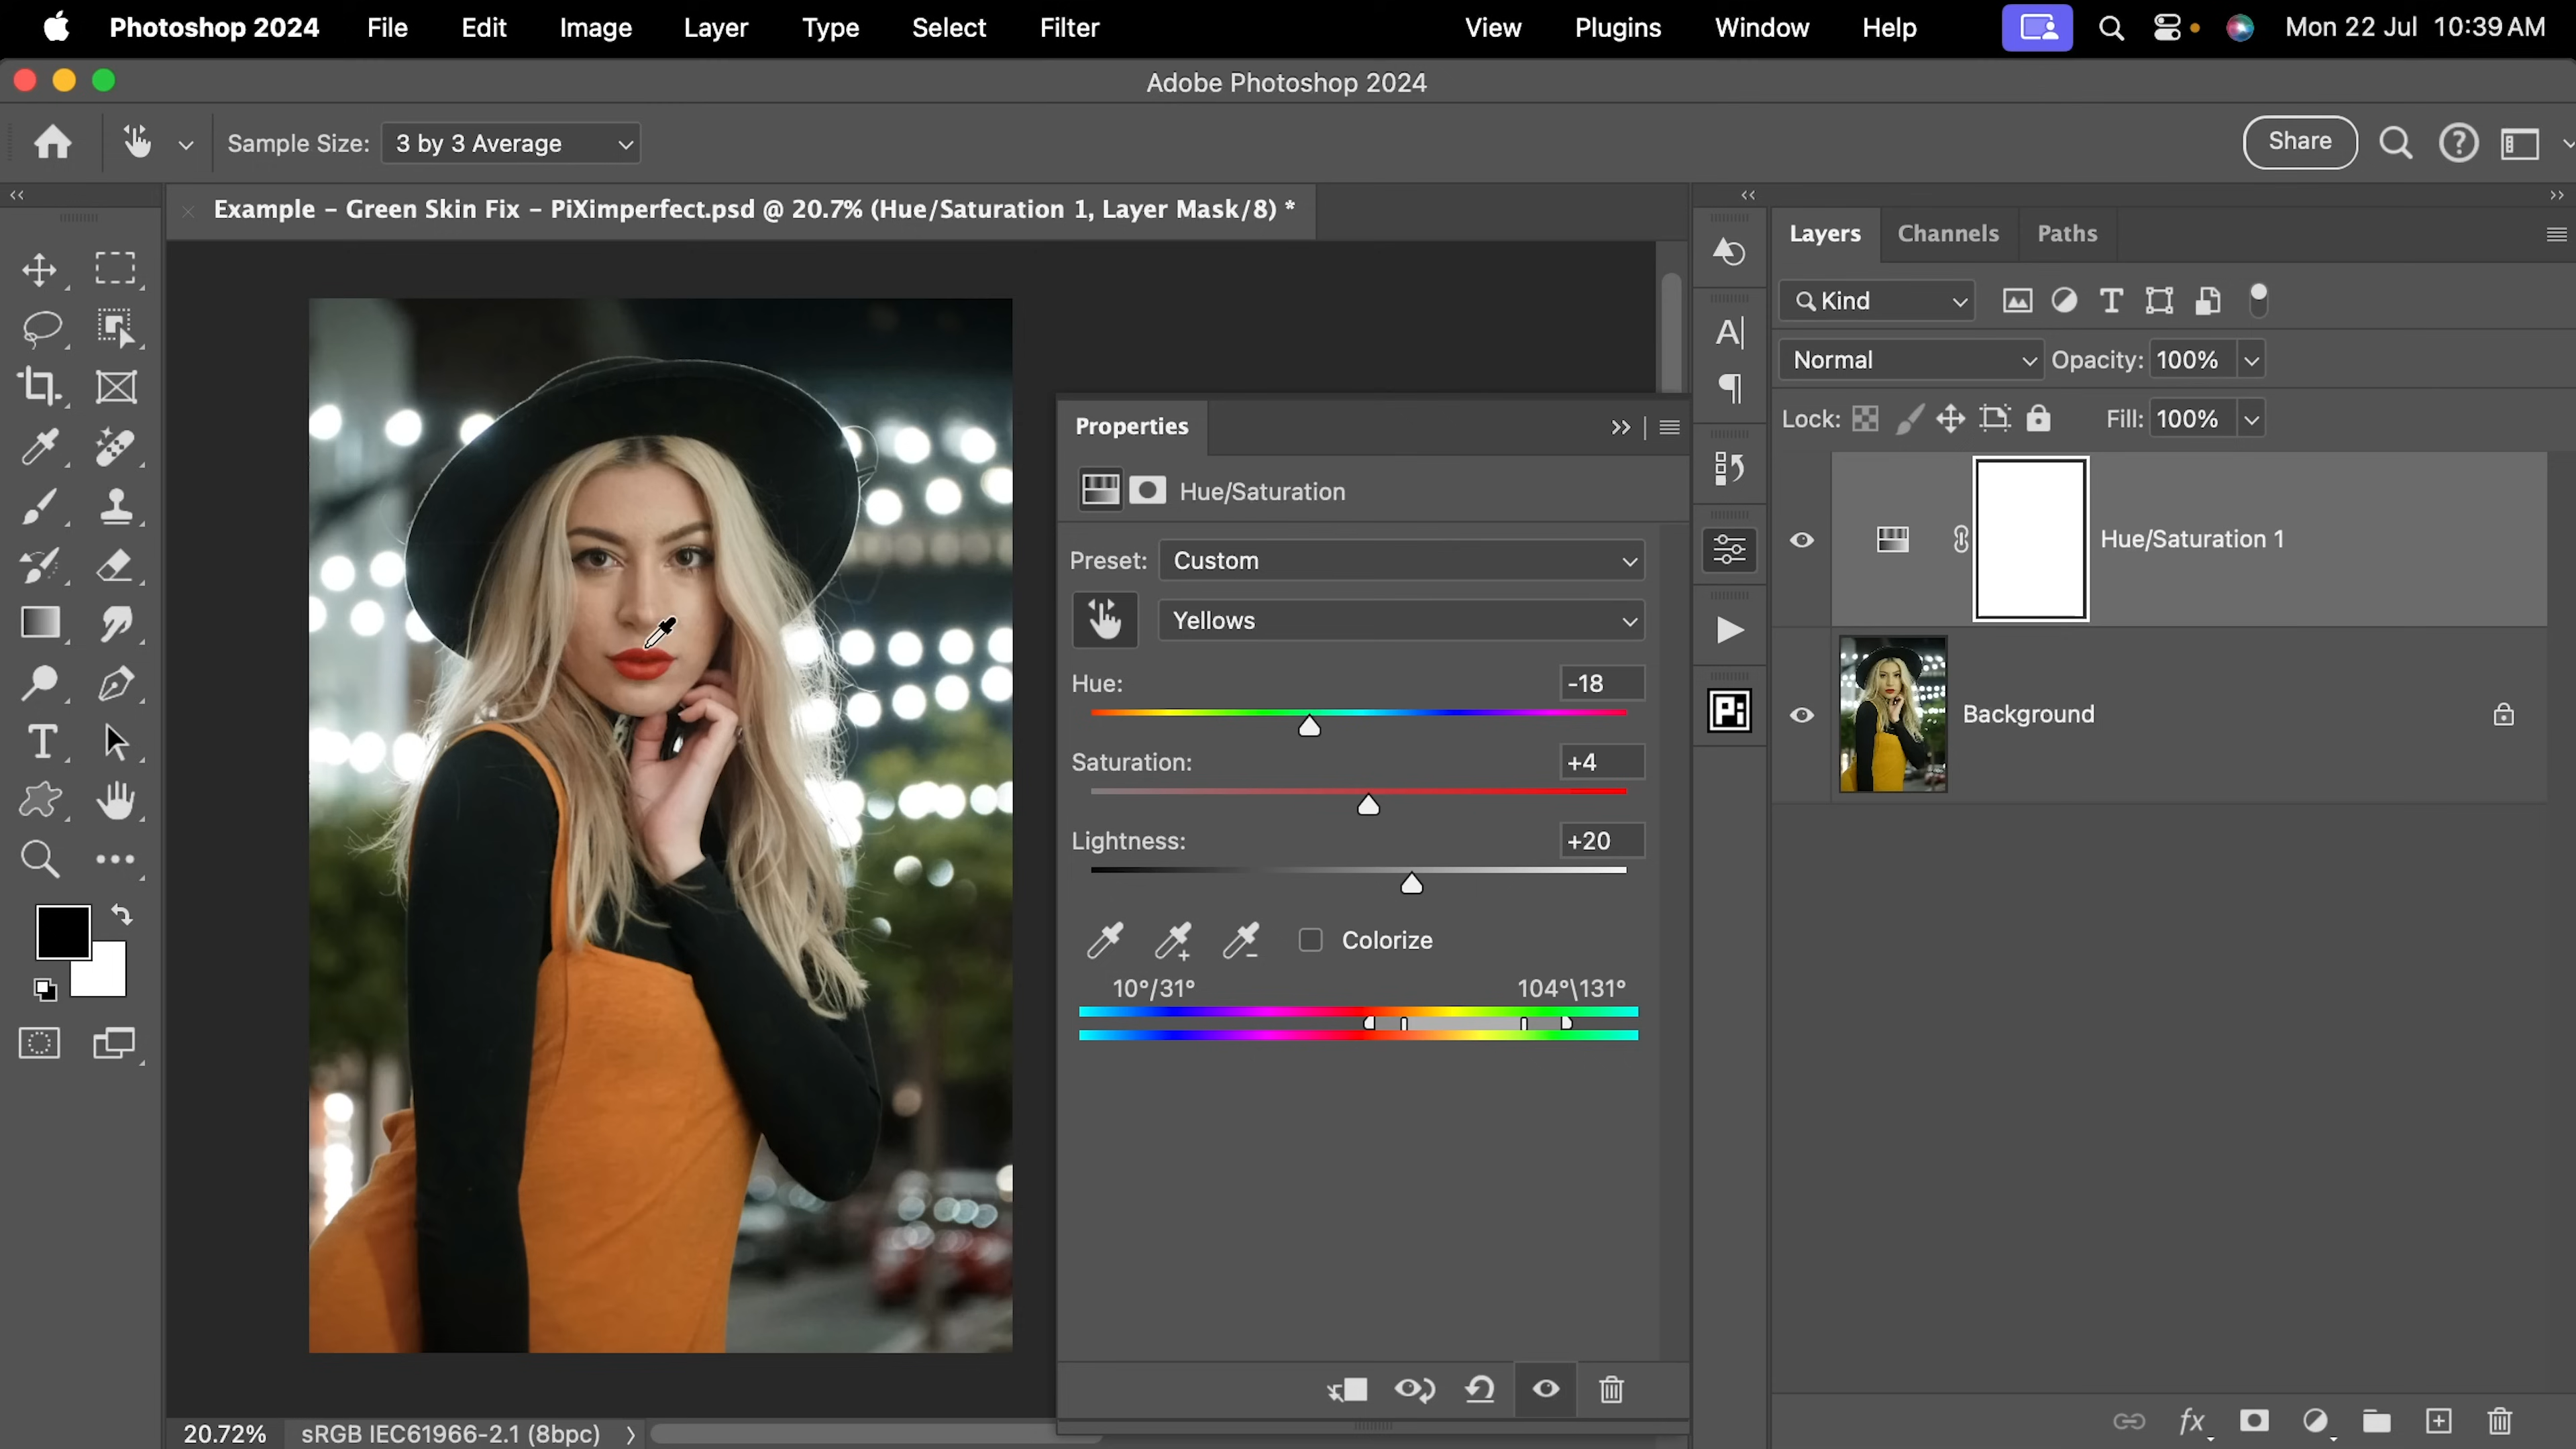 Photoshop 2024 File Edit Image Layer Type Select Filter View Plugins Window Help Mon 22 Jul 10:39 AM
Adobe Photoshop 2024
Sample Size: 3 by 3 Average Share
Example – Green Skin Fix – PiXimperfect.psd @ 20.7% (Hue/Saturation 1, Layer Mask/8) *
Layers Channels Paths
Kind
Normal Opacity: 100%
Lock: Fill: 100%
Properties
Hue/Saturation
Preset: Custom
Yellows
Hue: -18
Saturation: +4
Lightness: +20
Colorize
10°/31° 104°\131°
Hue/Saturation 1
Pi
Background
20.72% sRGB IEC61966-2.1 (8bpc)
fx